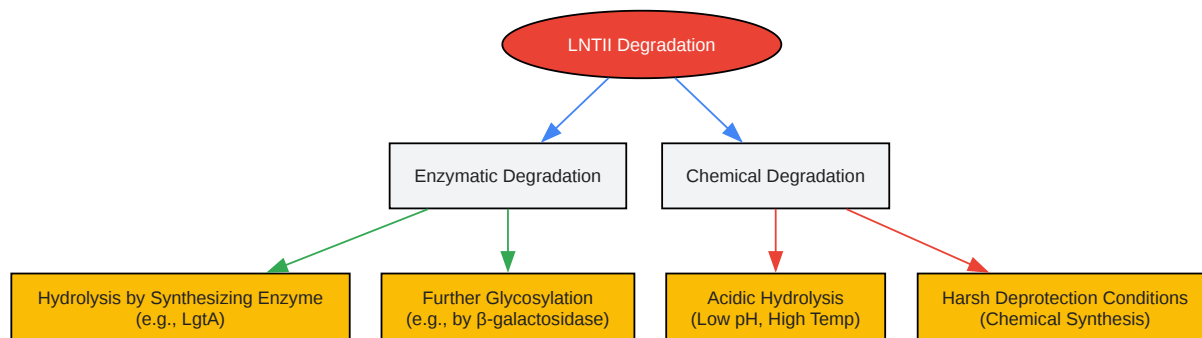 LNTII Degradation
Enzymatic Degradation
Chemical Degradation
Hydrolysis by Synthesizing Enzyme
(e.g., LgtA)
Further Glycosylation
(e.g., by β-galactosidase)
Acidic Hydrolysis
(Low pH, High Temp)
Harsh Deprotection Conditions
(Chemical Synthesis)